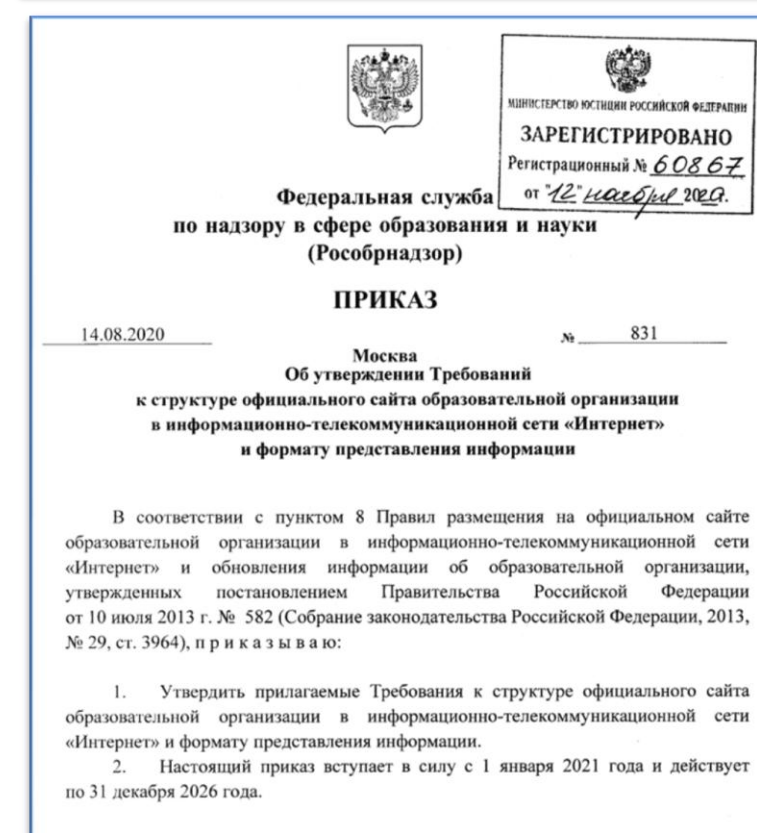 МИНИСТЕРСТВО ЮСТИЦИИ РОССИЙСКОЙ ФЕДЕРАЦИИ
ЗАРЕГИСТРИРОВАНО
Регистрационный № 60867
от "12" ноября 2020.
Федеральная служба
по надзору в сфере образования и науки
(Рособрнадзор)
ПРИКАЗ
14.08.2020 № 831
Москва
Об утверждении Требований
к структуре официального сайта образовательной организации
в информационно-телекоммуникационной сети «Интернет»
и формату представления информации
В соответствии с пунктом 8 Правил размещения на официальном сайте
образовательной организации в информационно-телекоммуникационной сети
«Интернет» и обновления информации об образовательной организации,
утвержденных постановлением Правительства Российской Федерации
от 10 июля 2013 г. № 582 (Собрание законодательства Российской Федерации, 2013,
№ 29, ст. 3964), п р и к а з ы в а ю:
1. Утвердить прилагаемые Требования к структуре официального сайта
образовательной организации в информационно-телекоммуникационной сети
«Интернет» и формату представления информации.
2. Настоящий приказ вступает в силу с 1 января 2021 года и действует
по 31 декабря 2026 года.